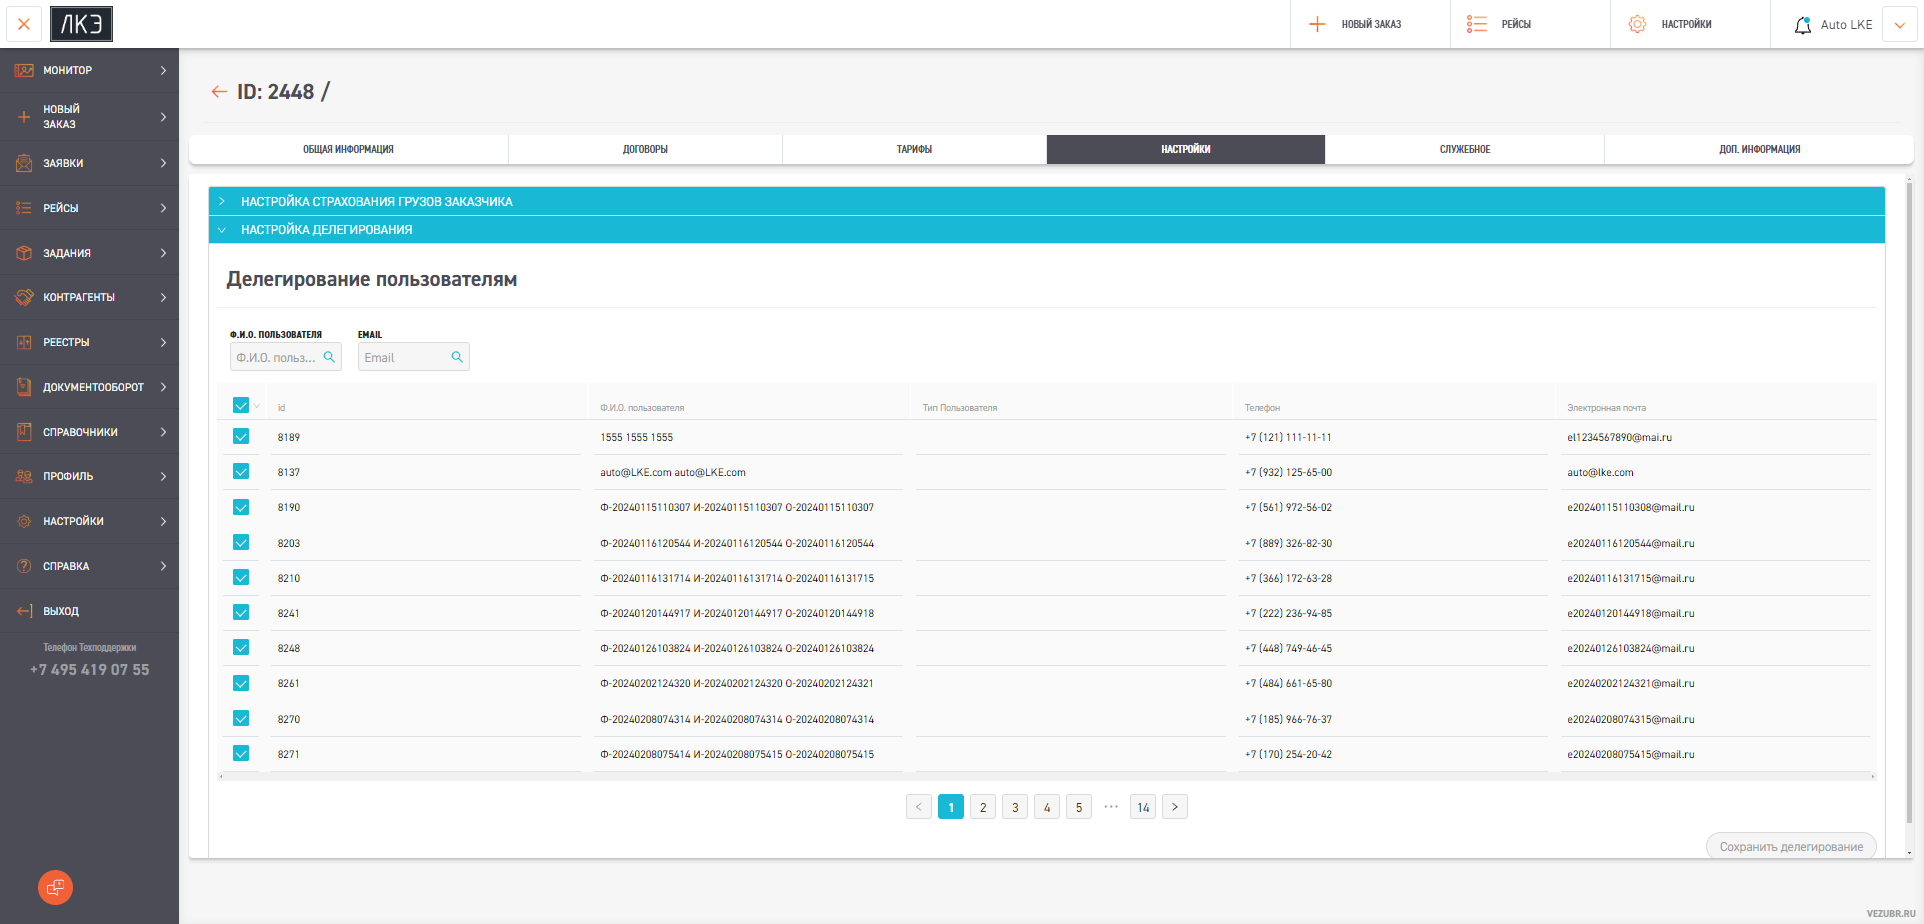 ЛКЭ
НОВЫЙ ЗАКАЗ
РЕЙСЫ
НАСТРОЙКИ
Auto LKE
МОНИТОР
НОВЫЙ
ЗАКАЗ
ЗАЯВКИ
РЕЙСЫ
ЗАДАНИЯ
КОНТРАГЕНТЫ
РЕЕСТРЫ
ДОКУМЕНТООБОРОТ
СПРАВОЧНИКИ
ПРОФИЛЬ
НАСТРОЙКИ
СПРАВКА
ВЫХОД
Телефон Техподдержки
+7 495 419 07 55
ID: 2448 /
ОБЩАЯ ИНФОРМАЦИЯ
ДОГОВОРЫ
ТАРИФЫ
НАСТРОЙКИ
СЛУЖЕБНОЕ
ДОП. ИНФОРМАЦИЯ
НАСТРОЙКА СТРАХОВАНИЯ ГРУЗОВ ЗАКАЗЧИКА
НАСТРОЙКА ДЕЛЕГИРОВАНИЯ
Делегирование пользователям
Ф.И.О. ПОЛЬЗОВАТЕЛЯ EMAIL
Ф.И.О. польз... Email
id Ф.И.О. пользователя Тип Пользователя Телефон Электронная почта
8189 1555 1555 1555 +7 (121) 111-11-11 el1234567890@mai.ru
8137 auto@LKE.com auto@LKE.com +7 (932) 125-65-00 auto@lke.com
8190 Ф-20240115110307 И-20240115110307 О-20240115110307 +7 (561) 972-56-02 e20240115110308@mail.ru
8203 Ф-20240116120544 И-20240116120544 О-20240116120544 +7 (889) 326-82-30 e20240116120544@mail.ru
8210 Ф-20240116131714 И-20240116131714 О-20240116131715 +7 (366) 172-63-28 e20240116131715@mail.ru
8241 Ф-20240120144917 И-20240120144917 О-20240120144918 +7 (222) 236-94-85 e20240120144918@mail.ru
8248 Ф-20240126103824 И-20240126103824 О-20240126103824 +7 (448) 749-46-45 e20240126103824@mail.ru
8261 Ф-20240202124320 И-20240202124320 О-20240202124321 +7 (484) 661-65-80 e20240202124321@mail.ru
8270 Ф-20240208074314 И-20240208074314 О-20240208074314 +7 (185) 966-76-37 e20240208074315@mail.ru
8271 Ф-20240208075414 И-20240208075415 О-20240208075415 +7 (170) 254-20-42 e20240208075415@mail.ru
< 1 2 3 4 5 ••• 14 >
Сохранить делегирование
VEZUBR.RU